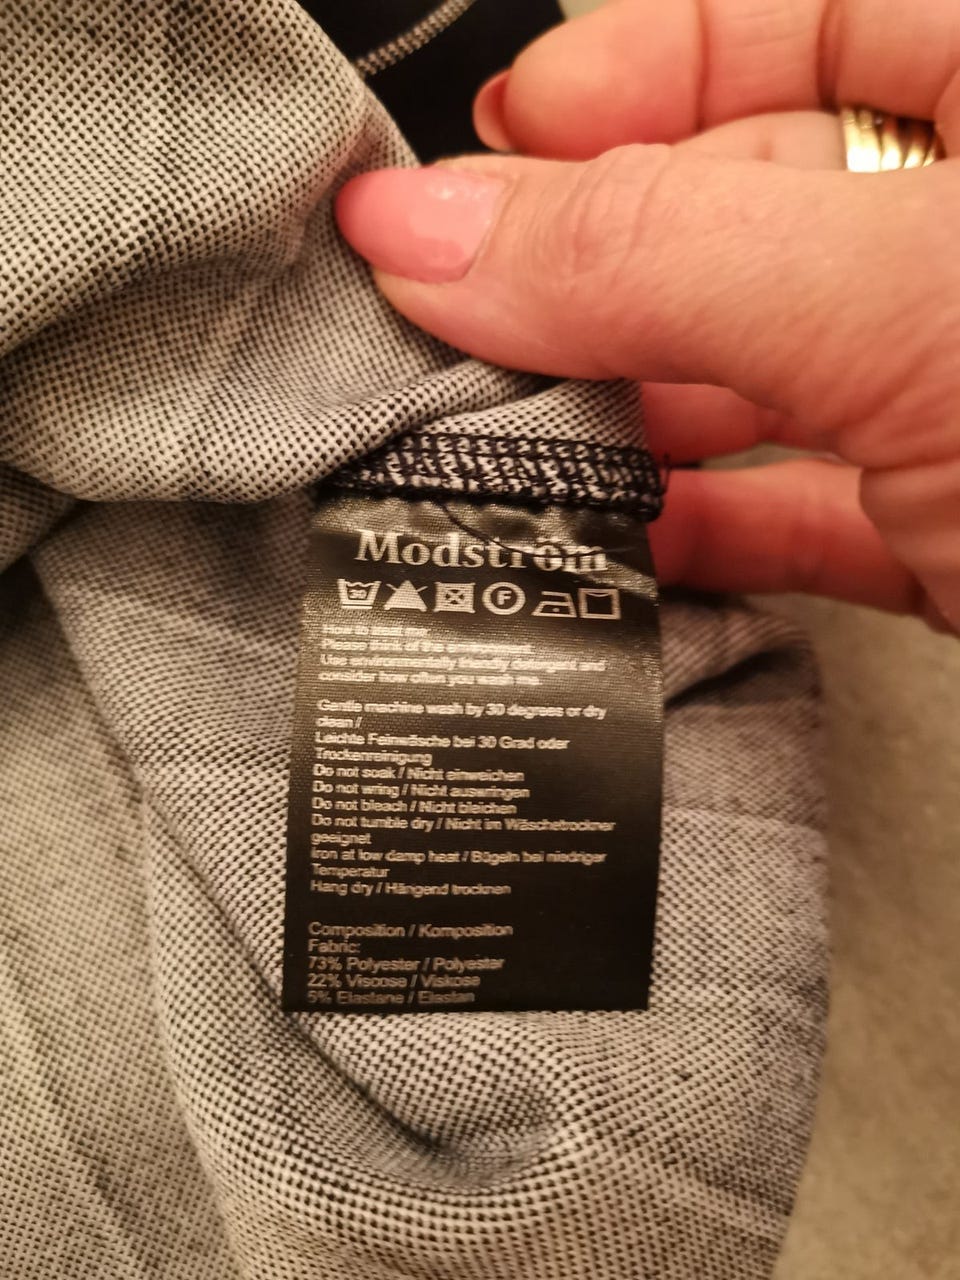 Modström
30 F
How to treat me:
Please think of the environment.
Use environmentally friendly detergent and
consider how often you wash me.
Gentle machine wash by 30 degrees or dry
clean /
Leichte Feinwäsche bei 30 Grad oder
Trockenreinigung
Do not soak / Nicht einweichen
Do not wring / Nicht auswringen
Do not bleach / Nicht bleichen
Do not tumble dry / Nicht im Wäschetrockner
geeignet
Iron at low damp heat / Bügeln bei niedriger
Temperatur
Hang dry / Hängend trocknen
Composition / Komposition
Fabric:
73% Polyester / Polyester
22% Viscose / Viskose
5% Elastane / Elastan